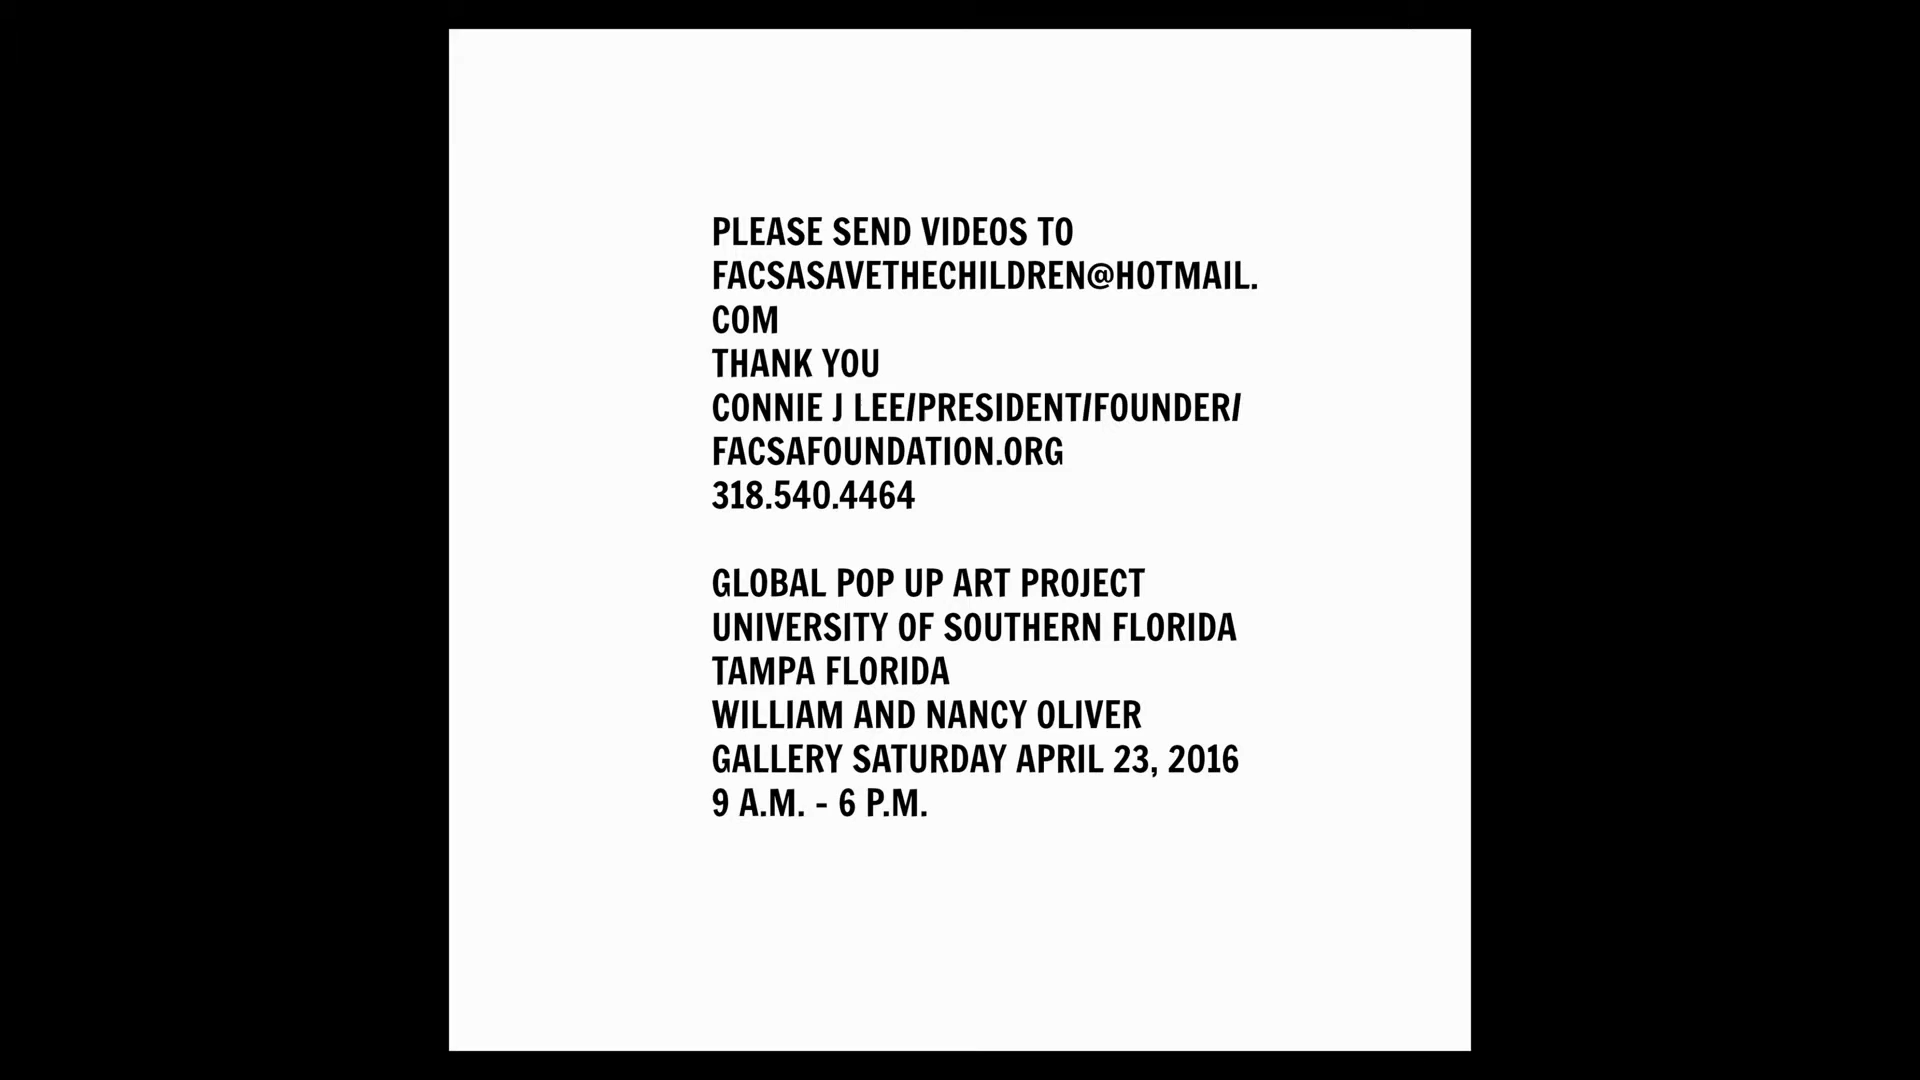 PLEASE SEND VIDEOS TO
FACSASAVETHECHILDREN@HOTMAIL.
COM
THANK YOU
CONNIE J LEE/PRESIDENT/FOUNDER/
FACSAFOUNDATION.ORG
318.540.4464
GLOBAL POP UP ART PROJECT
UNIVERSITY OF SOUTHERN FLORIDA
TAMPA FLORIDA
WILLIAM AND NANCY OLIVER
GALLERY SATURDAY APRIL 23, 2016
9 A.M. - 6 P.M.